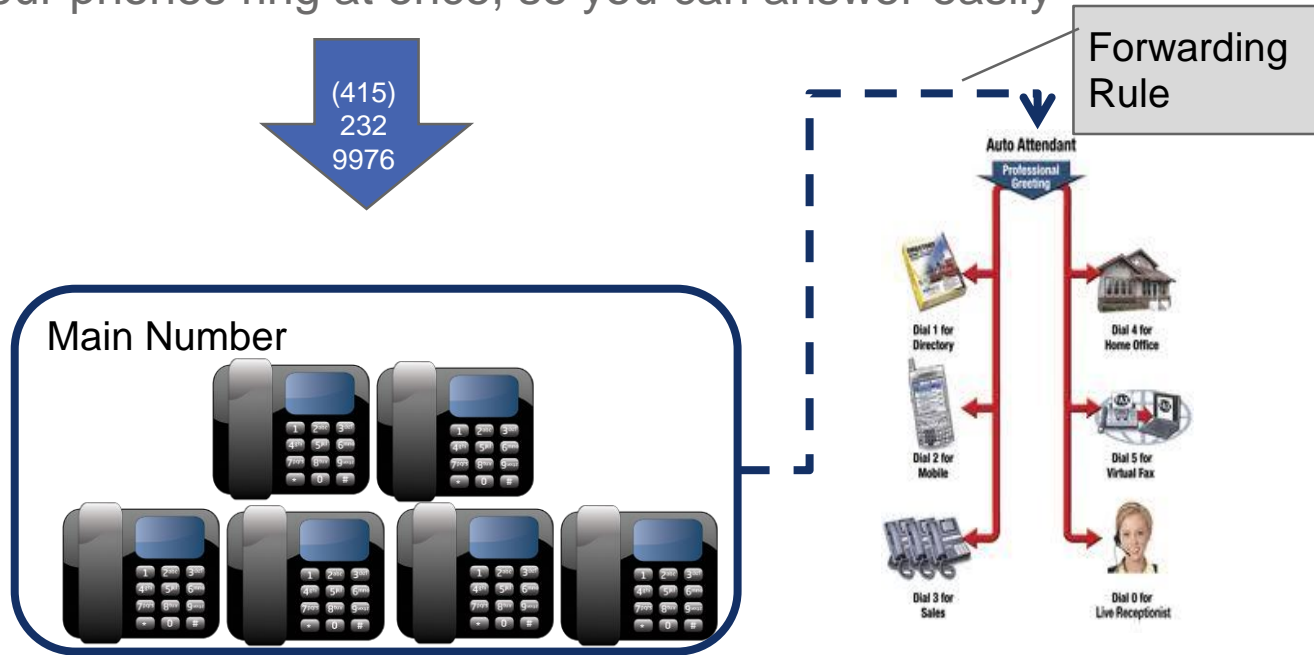 our phones ring at once, so you can answer easily
(415)
232
9976
Forwarding
Rule
Auto Attendant
Professional
Greeting
Dial 1 for
Directory
Dial 4 for
Home Office
Dial 2 for
Mobile
Dial 5 for
Virtual Fax
Dial 3 for
Sales
Dial 0 for
Live Receptionist
Main Number